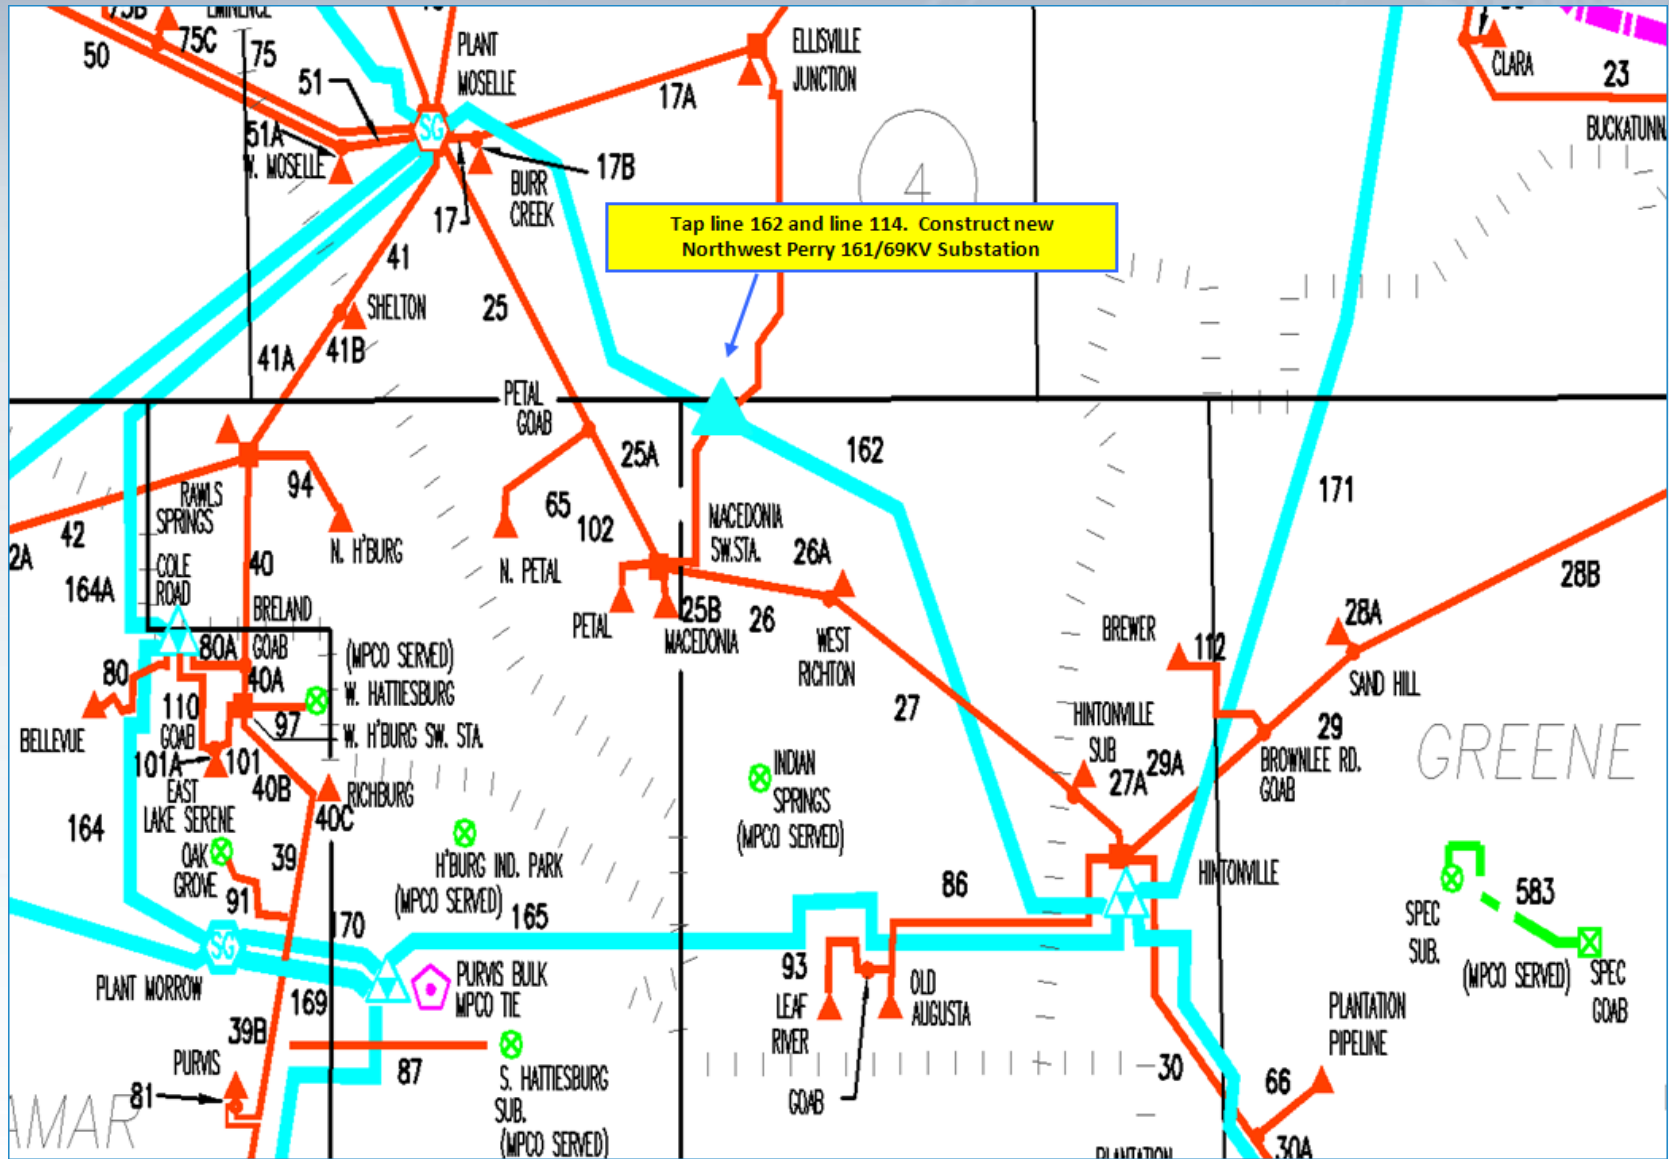 75B
EMINENCE
75C
75
50
51
51A
W. MOSELLE
PLANT
MOSELLE
SG
17A
ELLISVILLE
JUNCTION
17B
BURR
CREEK
17
4
CLARA
23
BUCKATUNN
Tap line 162 and line 114. Construct new
Northwest Perry 161/69KV Substation
41
SHELTON
41A
41B
25
PETAL
GOAB
25A
162
171
RAWLS
SPRINGS
94
42
2A
N. H'BURG
65
102
N. PETAL
MACEDONIA
SW.STA.
26A
28B
164A
COLE
ROAD
40
BRELAND
GOAB
80A
80
40A
PETAL
25B
MACEDONIA
26
WEST
RICHTON
BREWER
112
28A
SAND HILL
(MPCO SERVED)
W. HATTIESBURG
110
GOAB
97
W. H'BURG SW. STA.
BELLEVUE
101A
101
40B
EAST
LAKE SERENE
RICHBURG
40C
27
HINTONVILLE
SUB
27A
29A
29
BROWNLEE RD.
GOAB
GREENE
INDIAN
SPRINGS
(MPCO SERVED)
164
OAK
GROVE
39
91
H'BURG IND. PARK
(MPCO SERVED)
165
170
86
HINTONVILLE
583
SPEC
SUB.
(MPCO SERVED)
SPEC
GOAB
SG
PLANT MORROW
169
PURVIS BULK
MPCO TIE
93
LEAF
RIVER
OLD
AUGUSTA
GOAB
PLANTATION
PIPELINE
39B
PURVIS
81
87
S. HATTIESBURG
SUB.
(MPCO SERVED)
30
66
30A
PLANTATION
AMAR